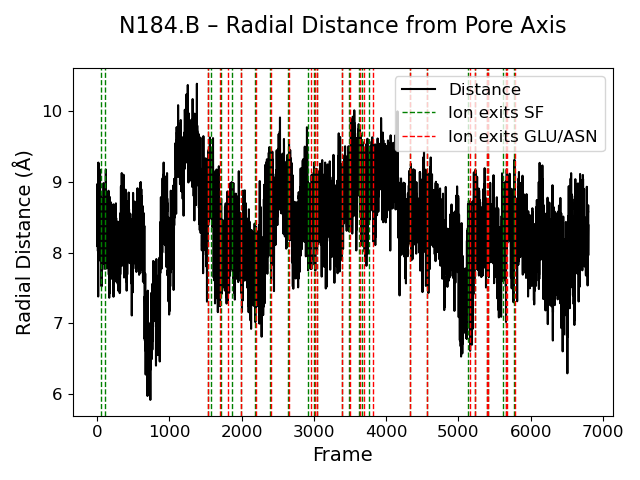 N184.B – Radial Distance from Pore Axis
Distance
Ion exits SF
Ion exits GLU/ASN
Radial Distance (Å)
10
9
8
7
6
0 1000 2000 3000 4000 5000 6000 7000
Frame